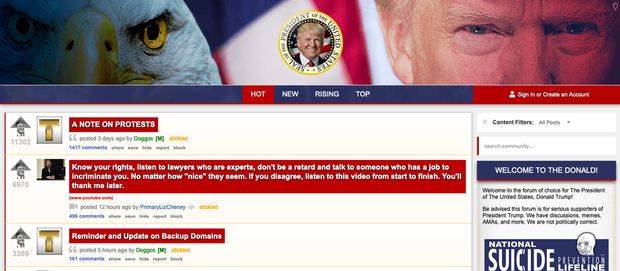 SEAL OF THE PRESIDENT OF THE UNITED STATES
HOT
NEW
RISING
TOP
Sign In or Create an Account
A NOTE ON PROTESTS
11302
posted 3 days ago by Doggos [M] stickied
1417 comments share save hide report block
Know your rights, listen to lawyers who are experts, don't be a retard and talk to someone who has a job to
incriminate you. No matter how "nice" they seem. If you disagree, listen to this video from start to finish. You'll
thank me later.
6970
(www.youtube.com)
posted 12 hours ago by PrimaryLizCheney stickied
496 comments share save hide report block
Reminder and Update on Backup Domains
3389
posted 5 hours ago by Doggos [M] stickied
161 comments share save hide report block
// Content Filters: All Posts
search community...
WELCOME TO THE DONALD!
Welcome to the forum of choice for The President
of The United States, Donald Trump!
Be advised this forum is for serious supporters of
President Trump. We have discussions, memes,
AMAs, and more. We are not politically correct.
NATIONAL
SUICIDE
PREVENTION
LIFELINE